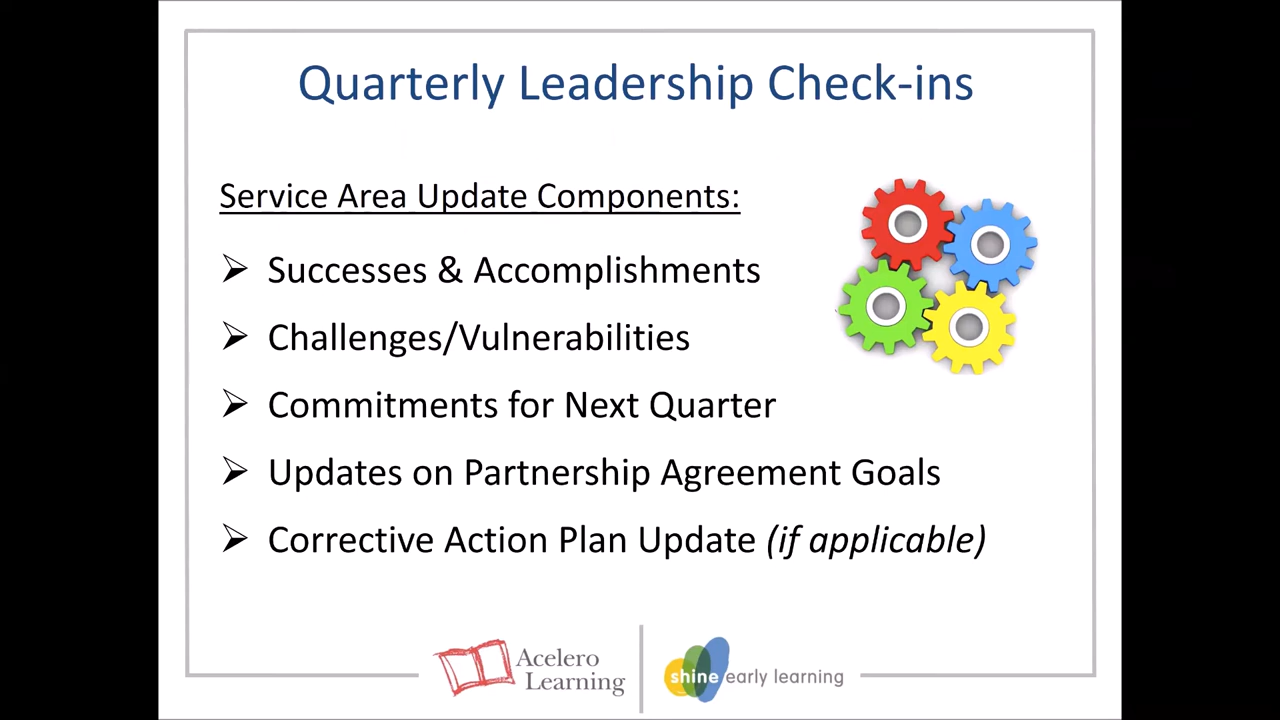 Quarterly Leadership Check-ins
Service Area Update Components:
Successes & Accomplishments
Challenges/Vulnerabilities
Commitments for Next Quarter
Updates on Partnership Agreement Goals
Corrective Action Plan Update (if applicable)
Acelero
Learning
shine early learning